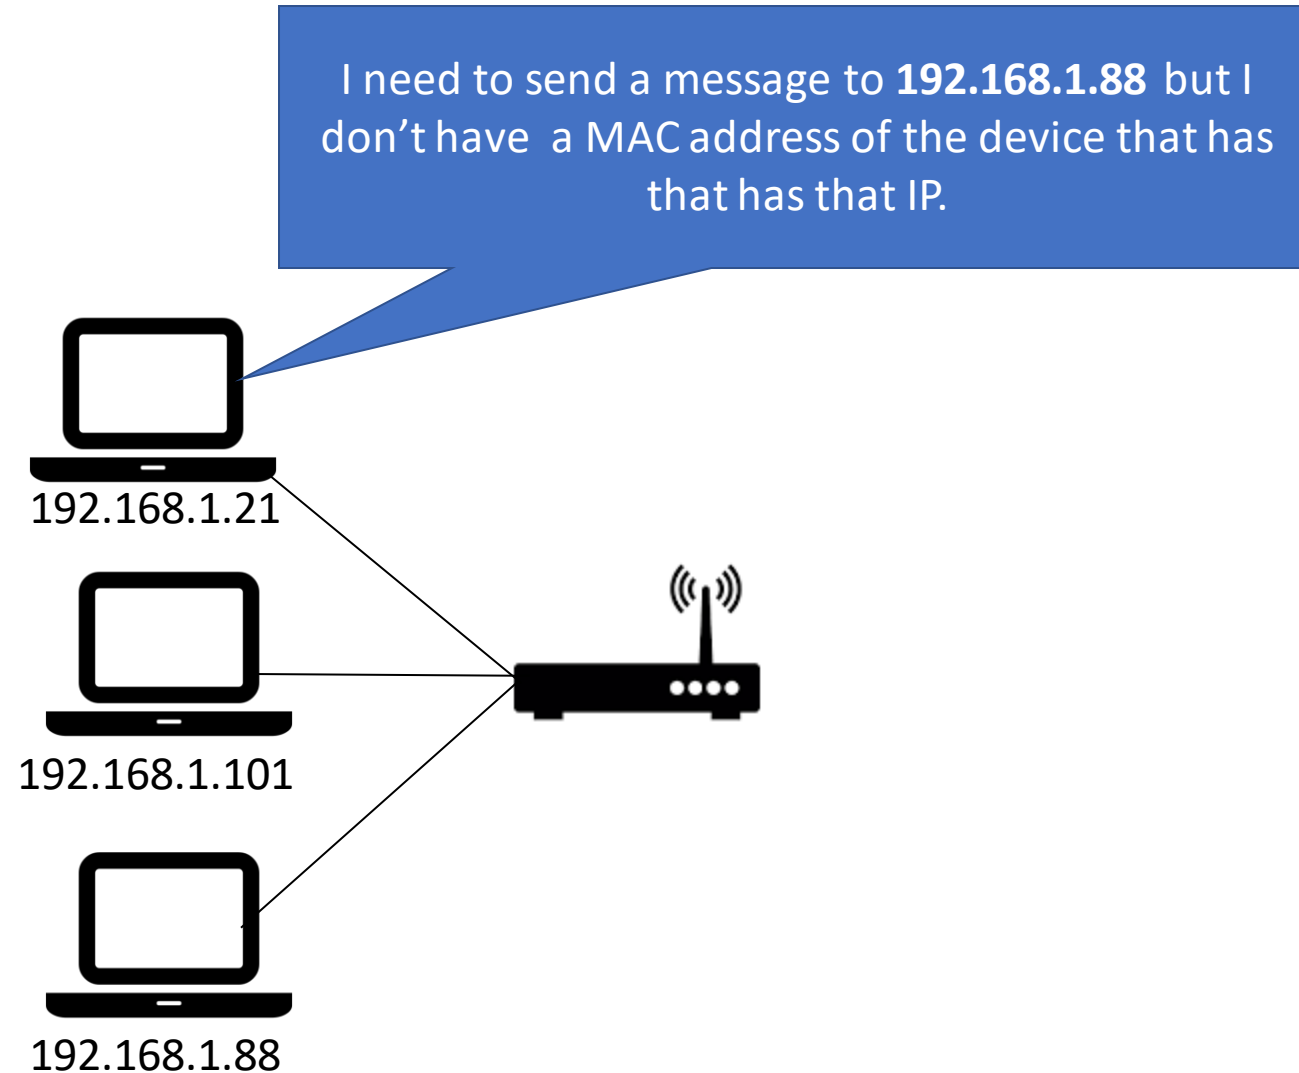 I need to send a message to 192.168.1.88 but I
don't have a MAC address of the device that has
that has that IP.
192.168.1.21
192.168.1.101
192.168.1.88